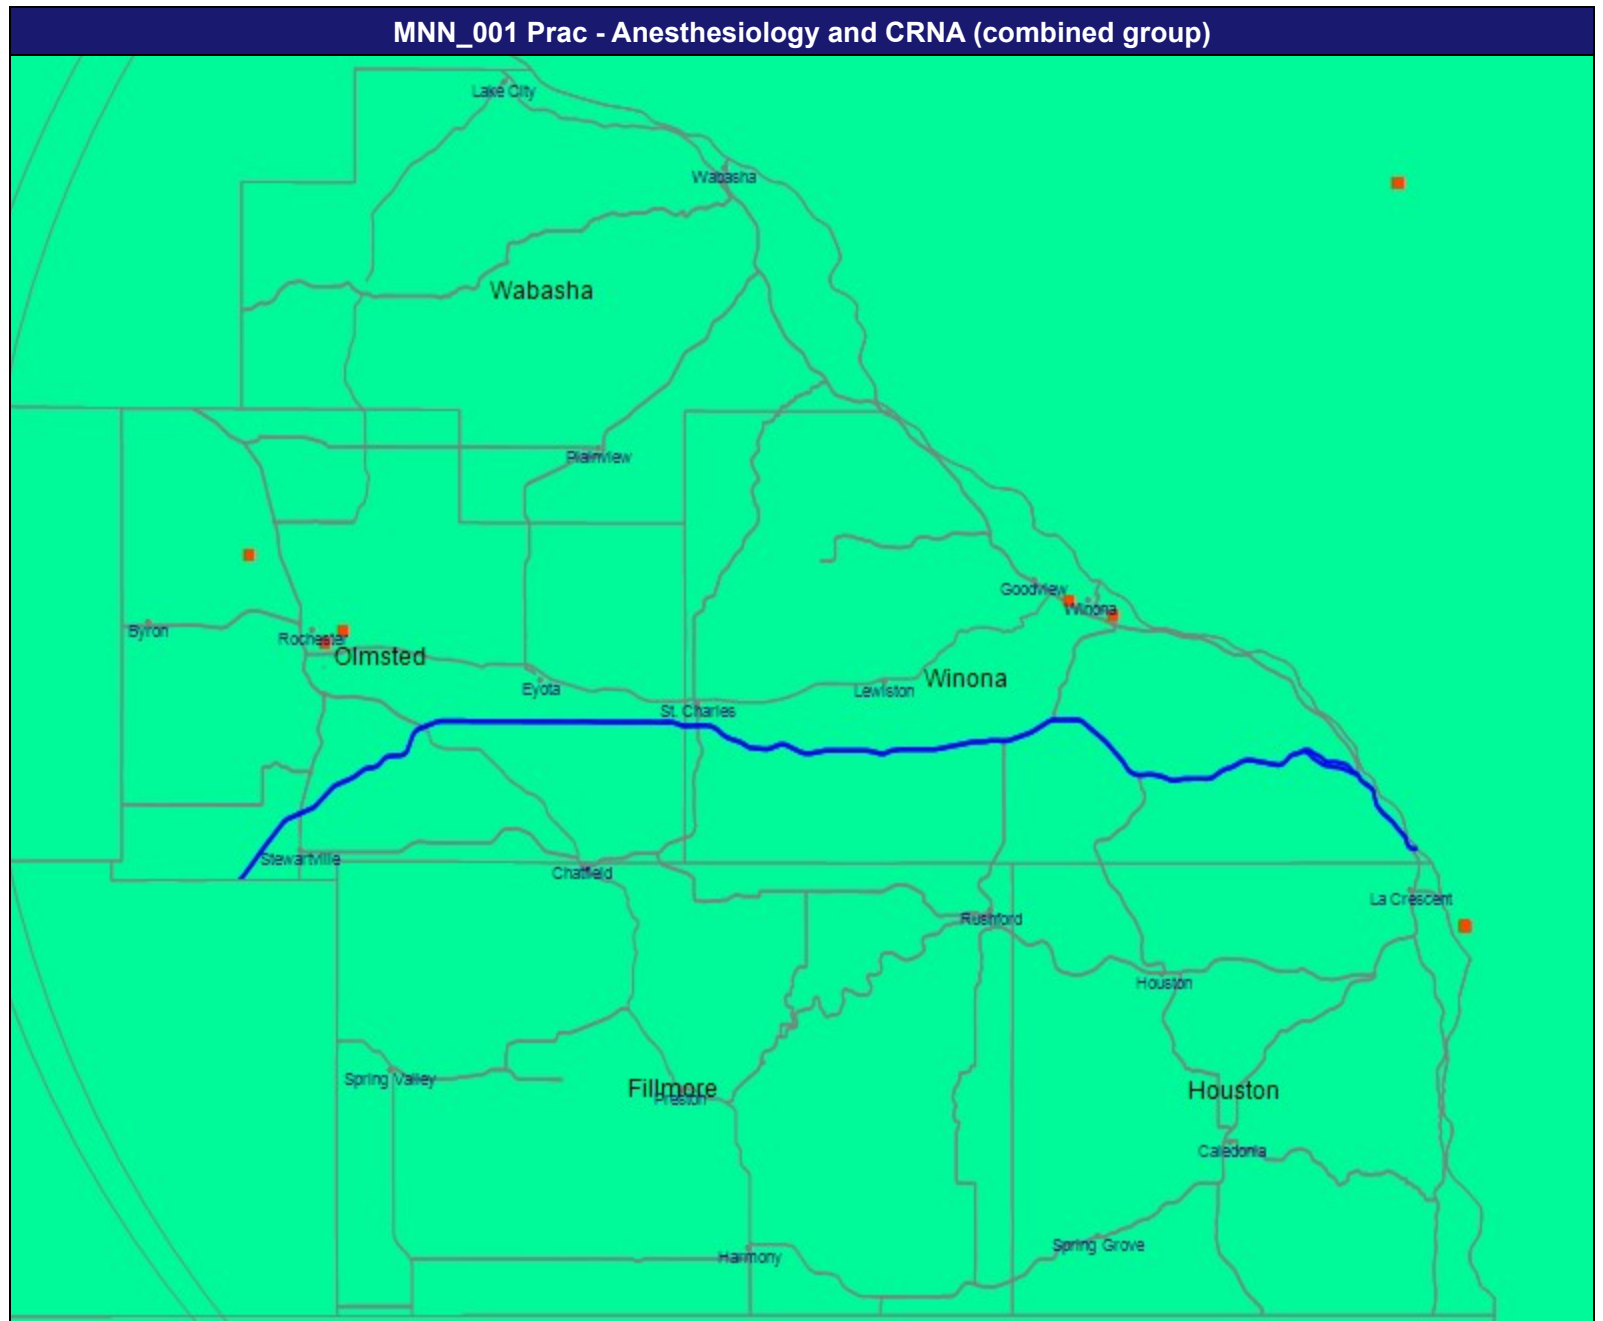 MNN_001 Prac - Anesthesiology and CRNA (combined group)
Lake City
Wabasha
Wabasha
Plainview
Goodview
Winona
Byron
Rochester
Olmsted
Eyota
Lewiston
Winona
St. Charles
Stewartville
Chatfield
La Crescent
Rushford
Houston
Spring Valley
Fillmore
Preston
Houston
Caledonia
Harmony
Spring Grove